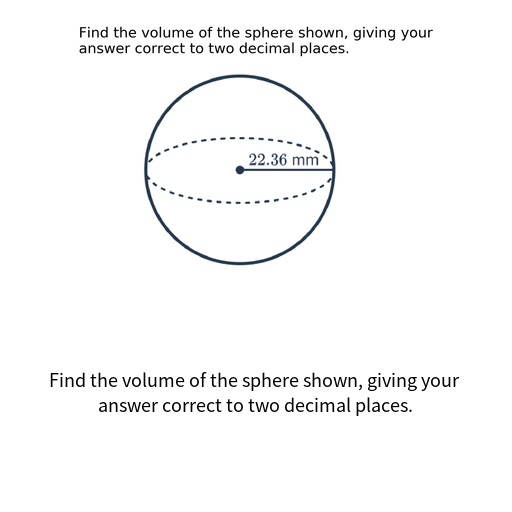 Find the volume of the sphere shown, giving your
answer correct to two decimal places.
22.36 mm
Find the volume of the sphere shown, giving your
answer correct to two decimal places.